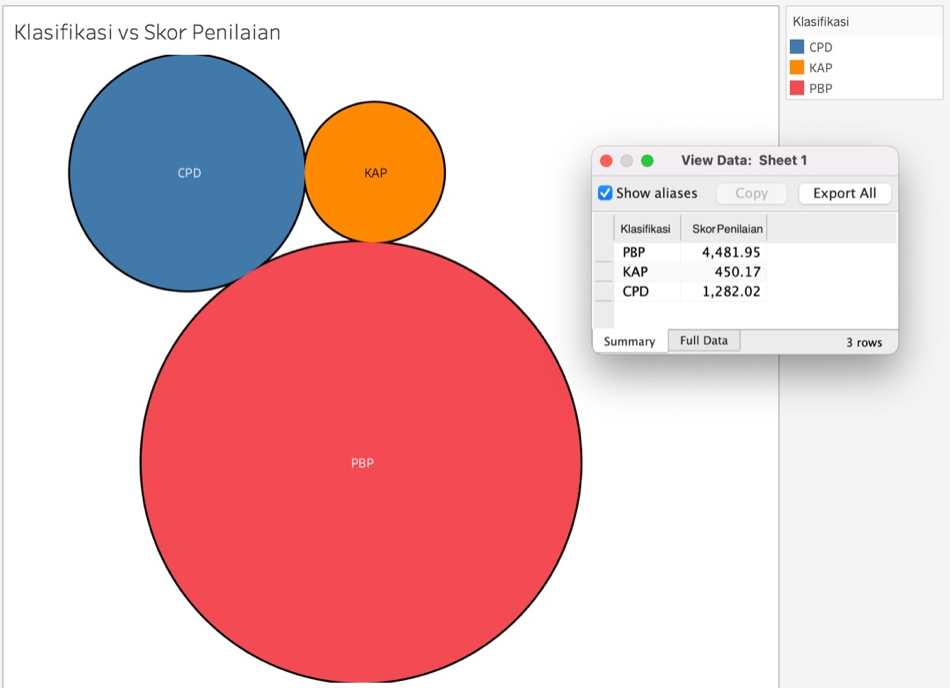 Klasifikasi vs Skor Penilaian
CPD
KAP
PBP
Klasifikasi
CPD
KAP
PBP
View Data: Sheet 1
Show aliases
Copy
Export All
Klasifikasi SkorPenilaian
PBP 4,481.95
KAP 450.17
CPD 1,282.02
Summary Full Data 3 rows